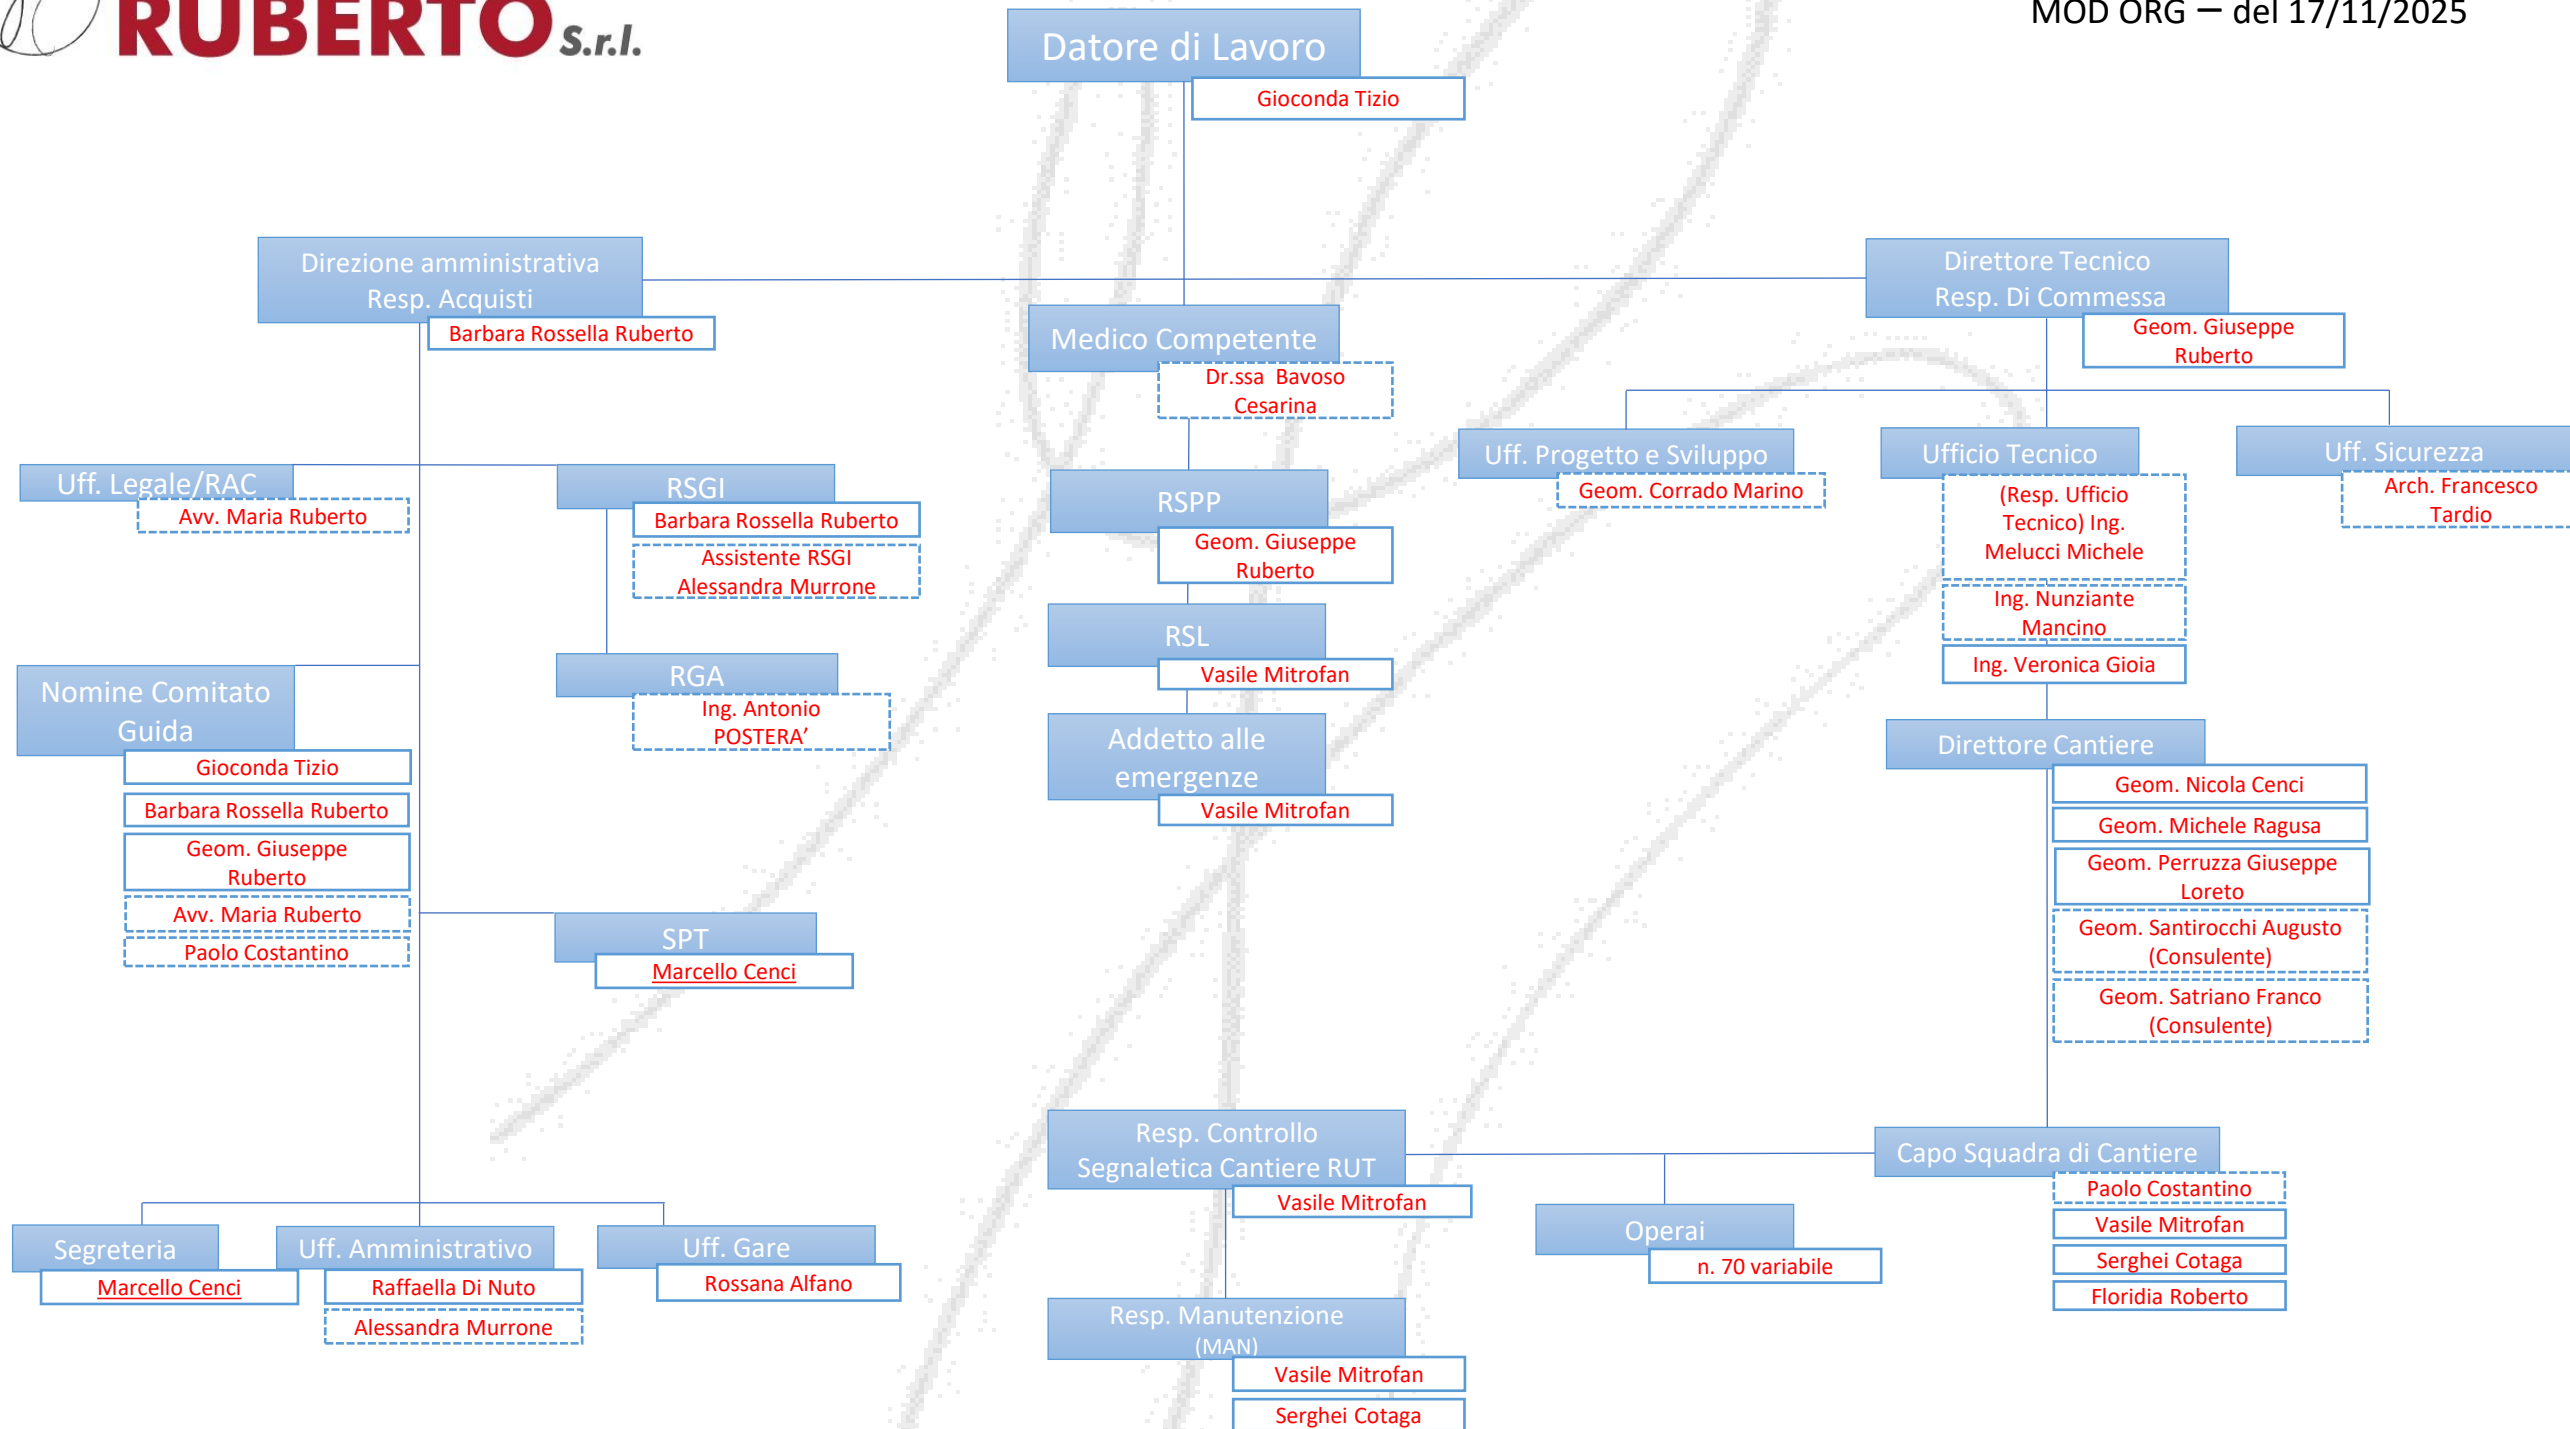 RUBERTO S.r.l.
MOD ORG – del 17/11/2025
Datore di Lavoro
Gioconda Tizio
Direzione amministrativa
Resp. Acquisti
Barbara Rossella Ruberto
Medico Competente
Dr.ssa Bavoso
Cesarina
Direttore Tecnico
Resp. Di Commessa
Geom. Giuseppe
Ruberto
Uff. Legale/RAC
Avv. Maria Ruberto
RSGI
Barbara Rossella Ruberto
Assistente RSGI
Alessandra Murrone
RSPP
Geom. Giuseppe
Ruberto
Uff. Progetto e Sviluppo
Geom. Corrado Marino
Ufficio Tecnico
(Resp. Ufficio
Tecnico) Ing.
Melucci Michele
Ing. Nunziante
Mancino
Ing. Veronica Gioia
Uff. Sicurezza
Arch. Francesco
Tardio
RSL
Vasile Mitrofan
Nomine Comitato
Guida
Gioconda Tizio
Barbara Rossella Ruberto
Geom. Giuseppe
Ruberto
Avv. Maria Ruberto
Paolo Costantino
RGA
Ing. Antonio
POSTERA’
Addetto alle
emergenze
Vasile Mitrofan
Direttore Cantiere
Geom. Nicola Cenci
Geom. Michele Ragusa
Geom. Perruzza Giuseppe
Loreto
Geom. Santirocchi Augusto
(Consulente)
Geom. Satriano Franco
(Consulente)
SPT
Marcello Cenci
Resp. Controllo
Segnaletica Cantiere RUT
Vasile Mitrofan
Capo Squadra di Cantiere
Paolo Costantino
Vasile Mitrofan
Serghei Cotaga
Floridia Roberto
Operai
n. 70 variabile
Segreteria
Marcello Cenci
Uff. Amministrativo
Raffaella Di Nuto
Alessandra Murrone
Uff. Gare
Rossana Alfano
Resp. Manutenzione
(MAN)
Vasile Mitrofan
Serghei Cotaga